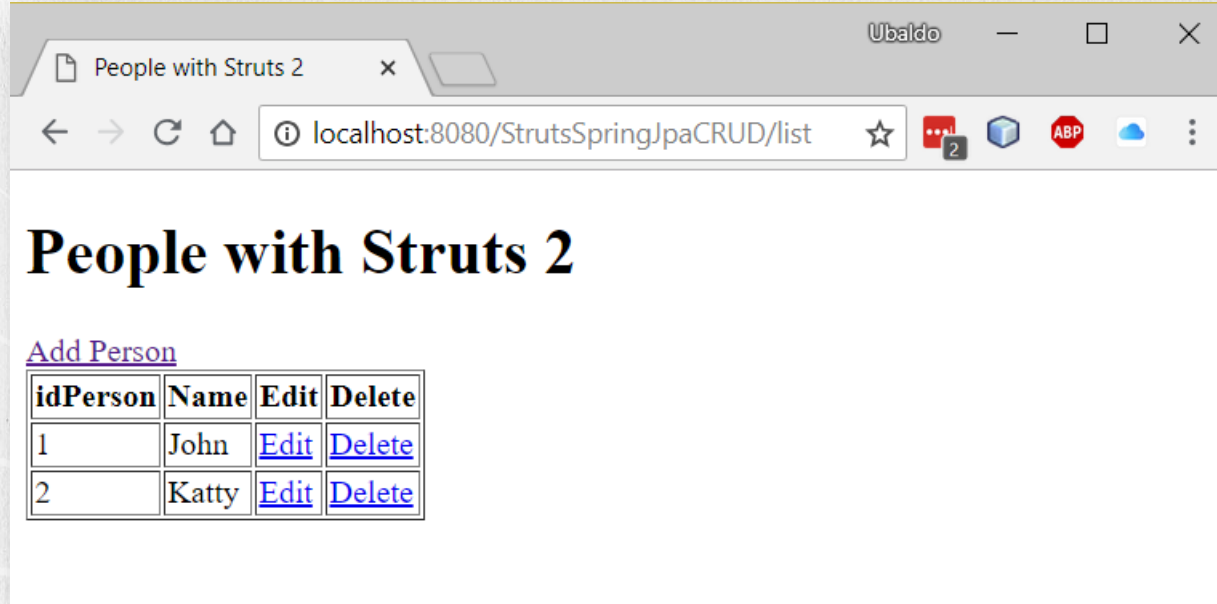 Ubaldo
People with Struts 2
localhost:8080/StrutsSpringJpaCRUD/list
2
ABP
People with Struts 2
Add Person
idPerson Name Edit Delete
1 John Edit Delete
2 Katty Edit Delete